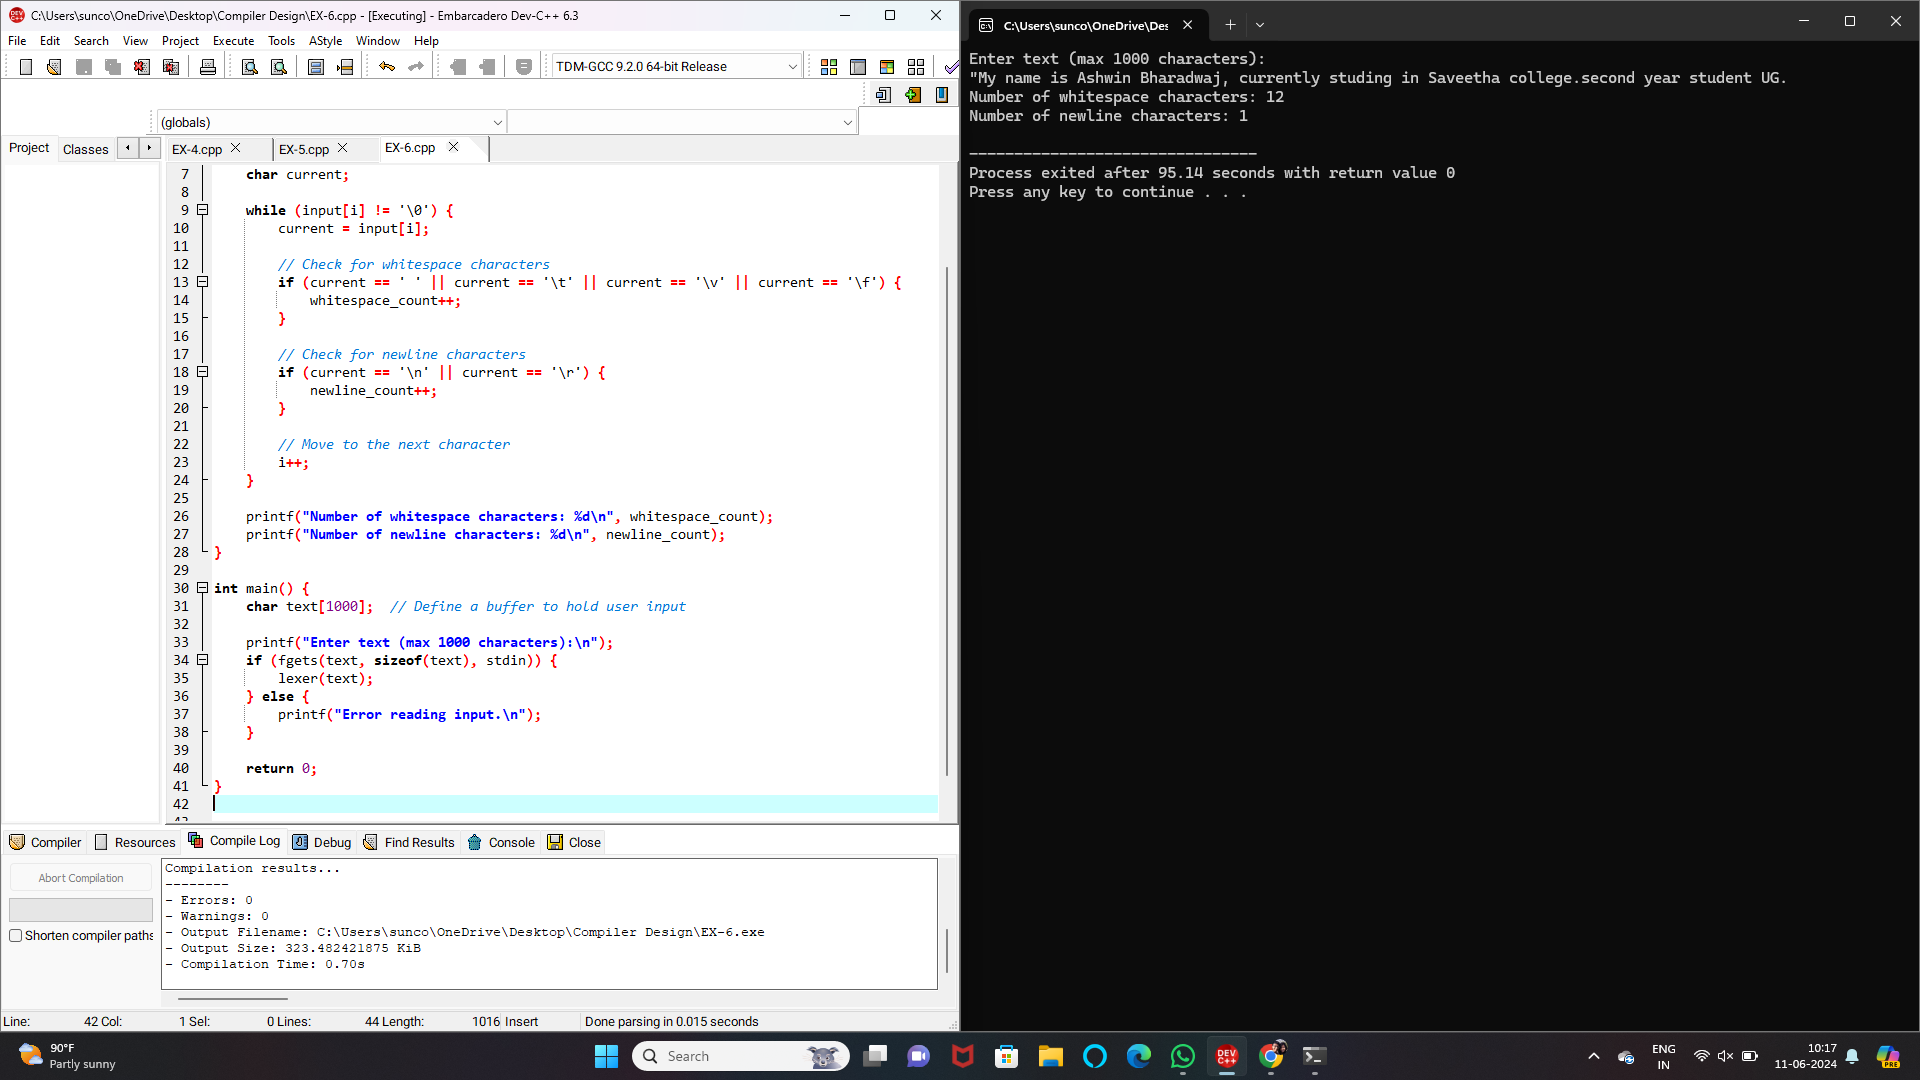 C:\Users\sunco\OneDrive\Desktop\Compiler Design\EX-6.cpp - [Executing] - Embarcadero Dev-C++ 6.3
File Edit Search View Project Execute Tools AStyle Window Help
TDM-GCC 9.2.0 64-bit Release
(globals)
Project Classes
EX-4.cpp EX-5.cpp EX-6.cpp
7 char current;
8
9 while (input[i] != '\0') {
10 current = input[i];
11
12 // Check for whitespace characters
13 if (current == ' ' || current == '\t' || current == '\v' || current == '\f') {
14 whitespace_count++;
15 }
16
17 // Check for newline characters
18 if (current == '\n' || current == '\r') {
19 newline_count++;
20 }
21
22 // Move to the next character
23 i++;
24 }
25
26 printf("Number of whitespace characters: %d\n", whitespace_count);
27 printf("Number of newline characters: %d\n", newline_count);
28 }
29
30 int main() {
31 char text[1000]; // Define a buffer to hold user input
32
33 printf("Enter text (max 1000 characters):\n");
34 if (fgets(text, sizeof(text), stdin)) {
35 lexer(text);
36 } else {
37 printf("Error reading input.\n");
38 }
39
40 return 0;
41 }
42
Compiler Resources Compile Log Debug Find Results Console Close
Abort Compilation
Shorten compiler paths
Compilation results...
--------
- Errors: 0
- Warnings: 0
- Output Filename: C:\Users\sunco\OneDrive\Desktop\Compiler Design\EX-6.exe
- Output Size: 323.482421875 KiB
- Compilation Time: 0.70s
Line: 42 Col: 1 Sel: 0 Lines: 44 Length: 1016 Insert Done parsing in 0.015 seconds
C:\Users\sunco\OneDrive\Des
Enter text (max 1000 characters):
"My name is Ashwin Bharadwaj, currently studing in Saveetha college.second year student UG.
Number of whitespace characters: 12
Number of newline characters: 1
--------------------------------
Process exited after 95.14 seconds with return value 0
Press any key to continue . . .
90°F
Partly sunny
Search
DEV C++
ENG
IN
10:17
11-06-2024
PRE